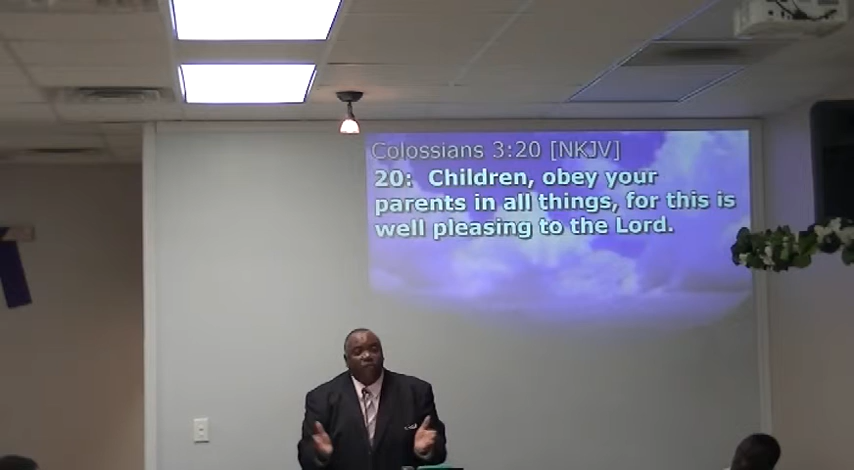 Colossians 3:20 [NKJV]
20: Children, obey your
parents in all things, for this is
well pleasing to the Lord.